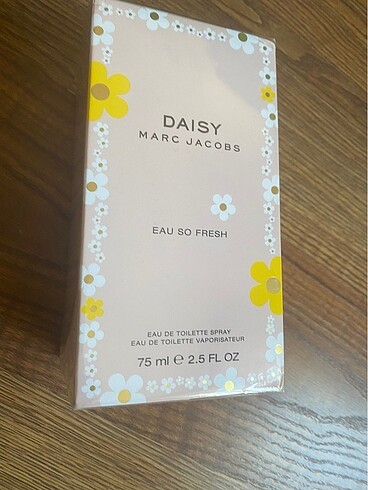 DAISY
MARC JACOBS
EAU SO FRESH
EAU DE TOILETTE SPRAY
EAU DE TOILETTE VAPORISATEUR
75 ml ℮ 2.5 FL OZ